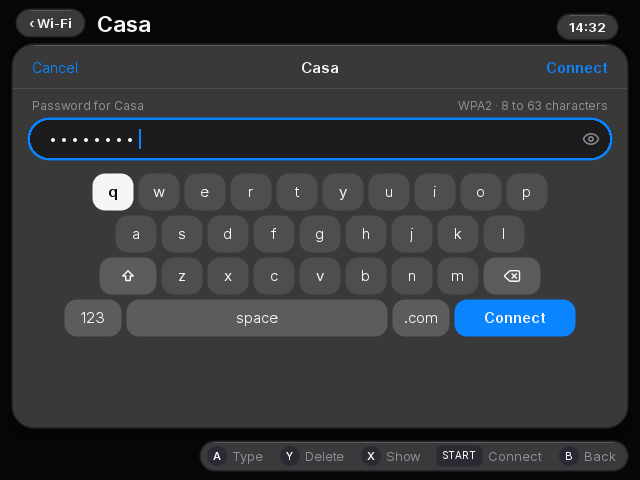 ‹ Wi-Fi Casa 14:32
Cancel Casa Connect
Password for Casa WPA2 · 8 to 63 characters
••••••••
q w e r t y u i o p
a s d f g h j k l
z x c v b n m
123 space .com Connect
A Type Y Delete X Show START Connect B Back